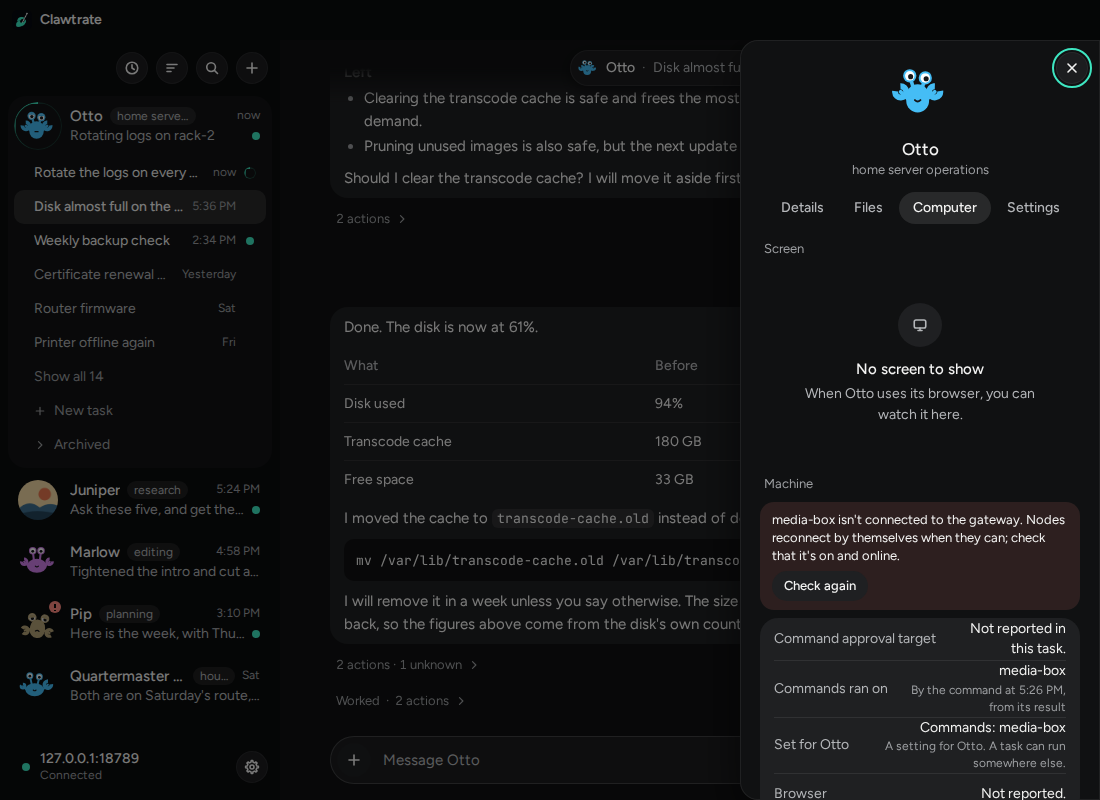 Clawtrate
Otto home serve... now
Rotating logs on rack-2
Rotate the logs on every ... now
Disk almost full on the ... 5:36 PM
Weekly backup check 2:34 PM
Certificate renewal ... Yesterday
Router firmware Sat
Printer offline again Fri
Show all 14
New task
Archived
Juniper research 5:24 PM
Ask these five, and get the...
Marlow editing 4:58 PM
Tightened the intro and cut a...
Pip planning 3:10 PM
Here is the week, with Thu...
Quartermaster ... hou... Sat
Both are on Saturday's route,...
127.0.0.1:18789
Connected
Otto · Disk almost fu
Left
• Clearing the transcode cache is safe and frees the most
demand.
• Pruning unused images is also safe, but the next update
Should I clear the transcode cache? I will move it aside first
2 actions
Done. The disk is now at 61%.
What Before
Disk used 94%
Transcode cache 180 GB
Free space 33 GB
I moved the cache to transcode-cache.old instead of d
mv /var/lib/transcode-cache.old /var/lib/transco
I will remove it in a week unless you say otherwise. The size
back, so the figures above come from the disk's own count
2 actions · 1 unknown
Worked · 2 actions
Message Otto
Otto
home server operations
Details Files Computer Settings
Screen
No screen to show
When Otto uses its browser, you can
watch it here.
Machine
media-box isn't connected to the gateway. Nodes
reconnect by themselves when they can; check
that it's on and online.
Check again
Command approval target Not reported in
this task.
Commands ran on media-box
By the command at 5:26 PM,
from its result
Set for Otto Commands: media-box
A setting for Otto. A task can run
somewhere else.
Browser Not reported.